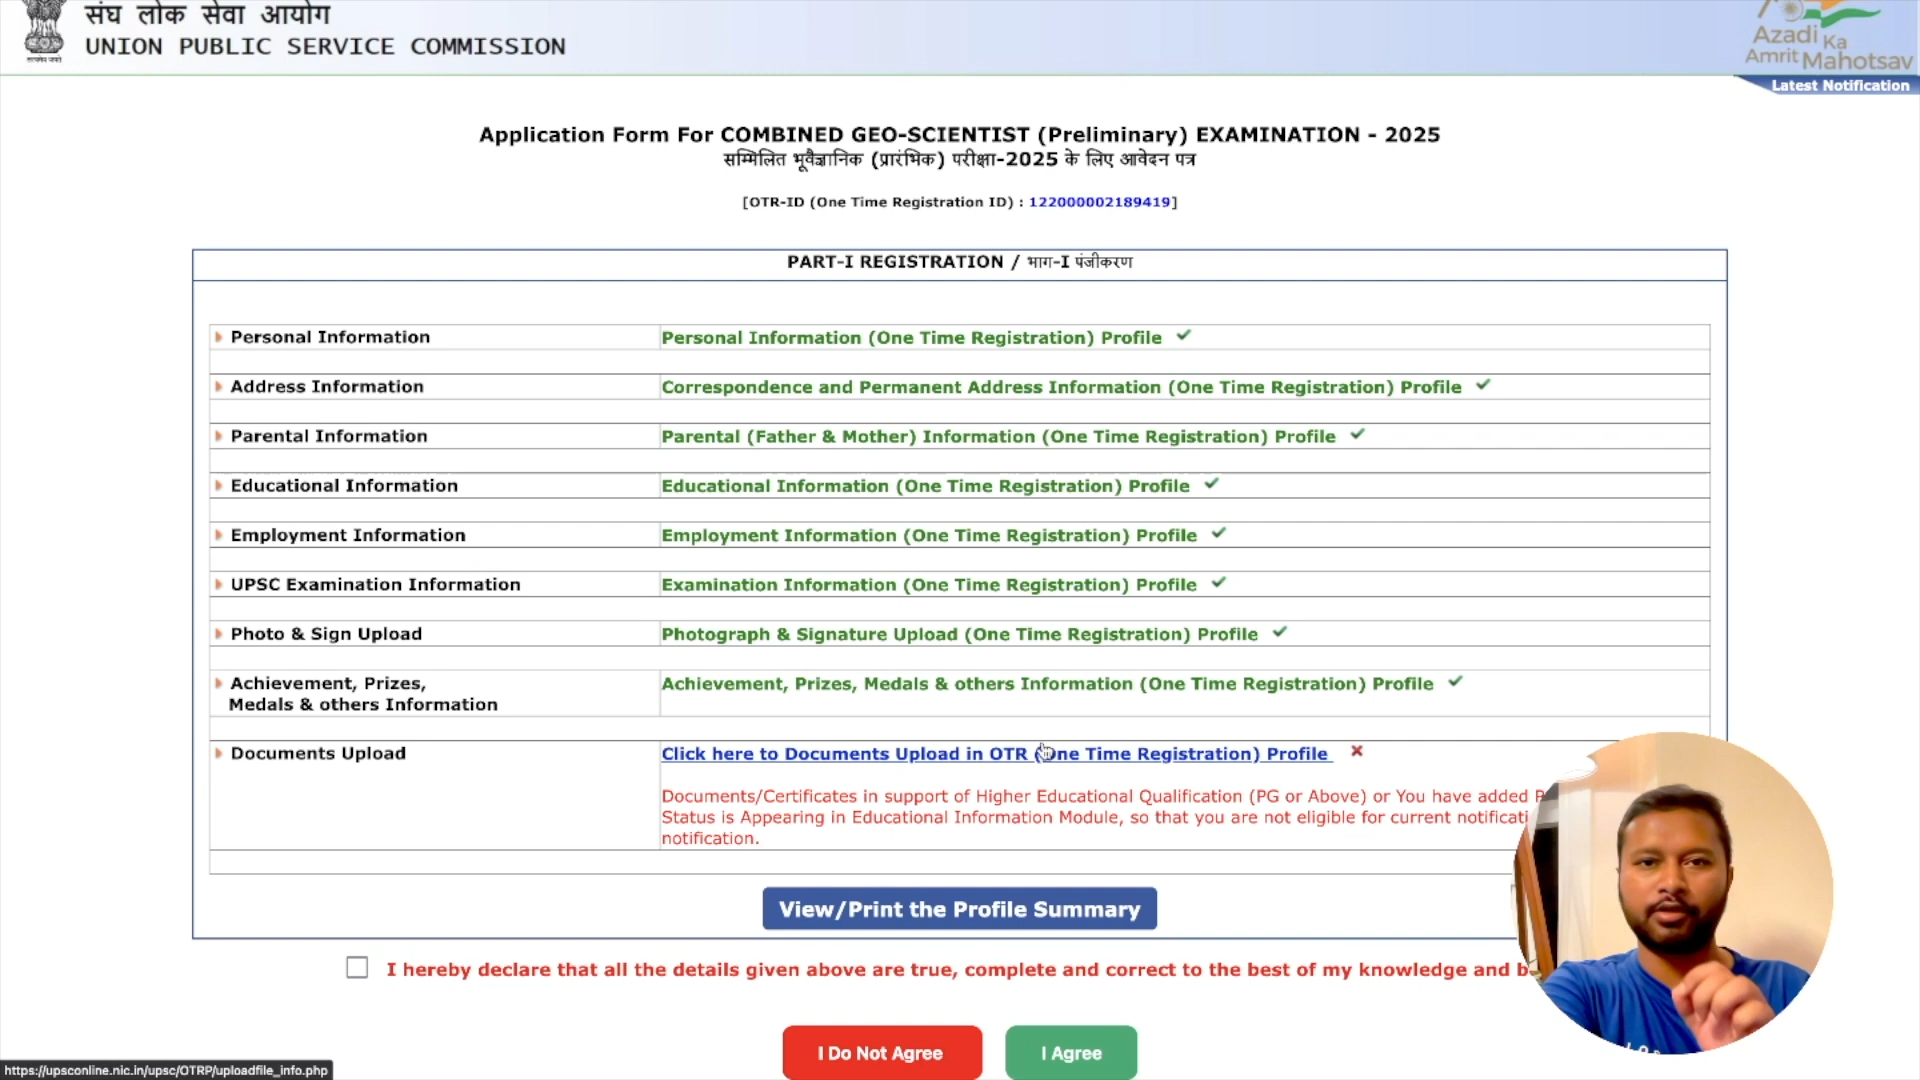 संघ लोक सेवा आयोग
UNION PUBLIC SERVICE COMMISSION
Azadi Ka
Amrit Mahotsav
Latest Notification
Application Form For COMBINED GEO-SCIENTIST (Preliminary) EXAMINATION - 2025
सम्मिलित भूवैज्ञानिक (प्रारंभिक) परीक्षा-2025 के लिए आवेदन पत्र
[OTR-ID (One Time Registration ID) : 122000002189419]
PART-I REGISTRATION / भाग-I पंजीकरण
Personal Information Personal Information (One Time Registration) Profile ✔
Address Information Correspondence and Permanent Address Information (One Time Registration) Profile ✔
Parental Information Parental (Father & Mother) Information (One Time Registration) Profile ✔
Educational Information Educational Information (One Time Registration) Profile ✔
Employment Information Employment Information (One Time Registration) Profile ✔
UPSC Examination Information Examination Information (One Time Registration) Profile ✔
Photo & Sign Upload Photograph & Signature Upload (One Time Registration) Profile ✔
Achievement, Prizes, Achievement, Prizes, Medals & others Information (One Time Registration) Profile ✔
Medals & others Information
Documents Upload Click here to Documents Upload in OTR (One Time Registration) Profile ✖
Documents/Certificates in support of Higher Educational Qualification (PG or Above) or You have added
Status is Appearing in Educational Information Module, so that you are not eligible for current
notification.
View/Print the Profile Summary
I hereby declare that all the details given above are true, complete and correct to the best of my knowledge and
I Do Not Agree I Agree
https://upsconline.nic.in/upsc/OTRP/uploadfile_info.php